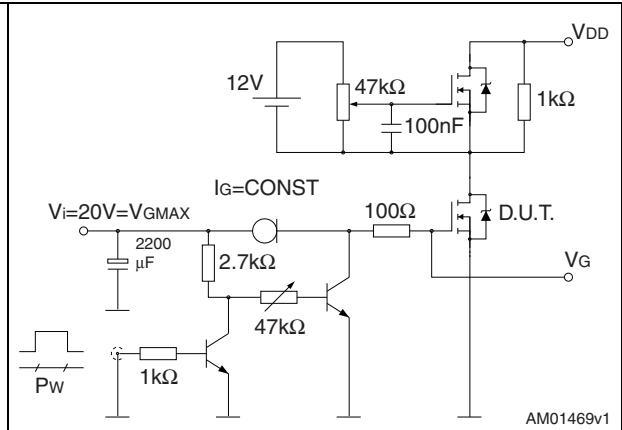 VDD
12V
47kΩ
1kΩ
100nF
IG=CONST
Vi=20V=VGMAX
100Ω
D.U.T.
2200
μF
2.7kΩ
VG
47kΩ
1kΩ
PW
AM01469v1